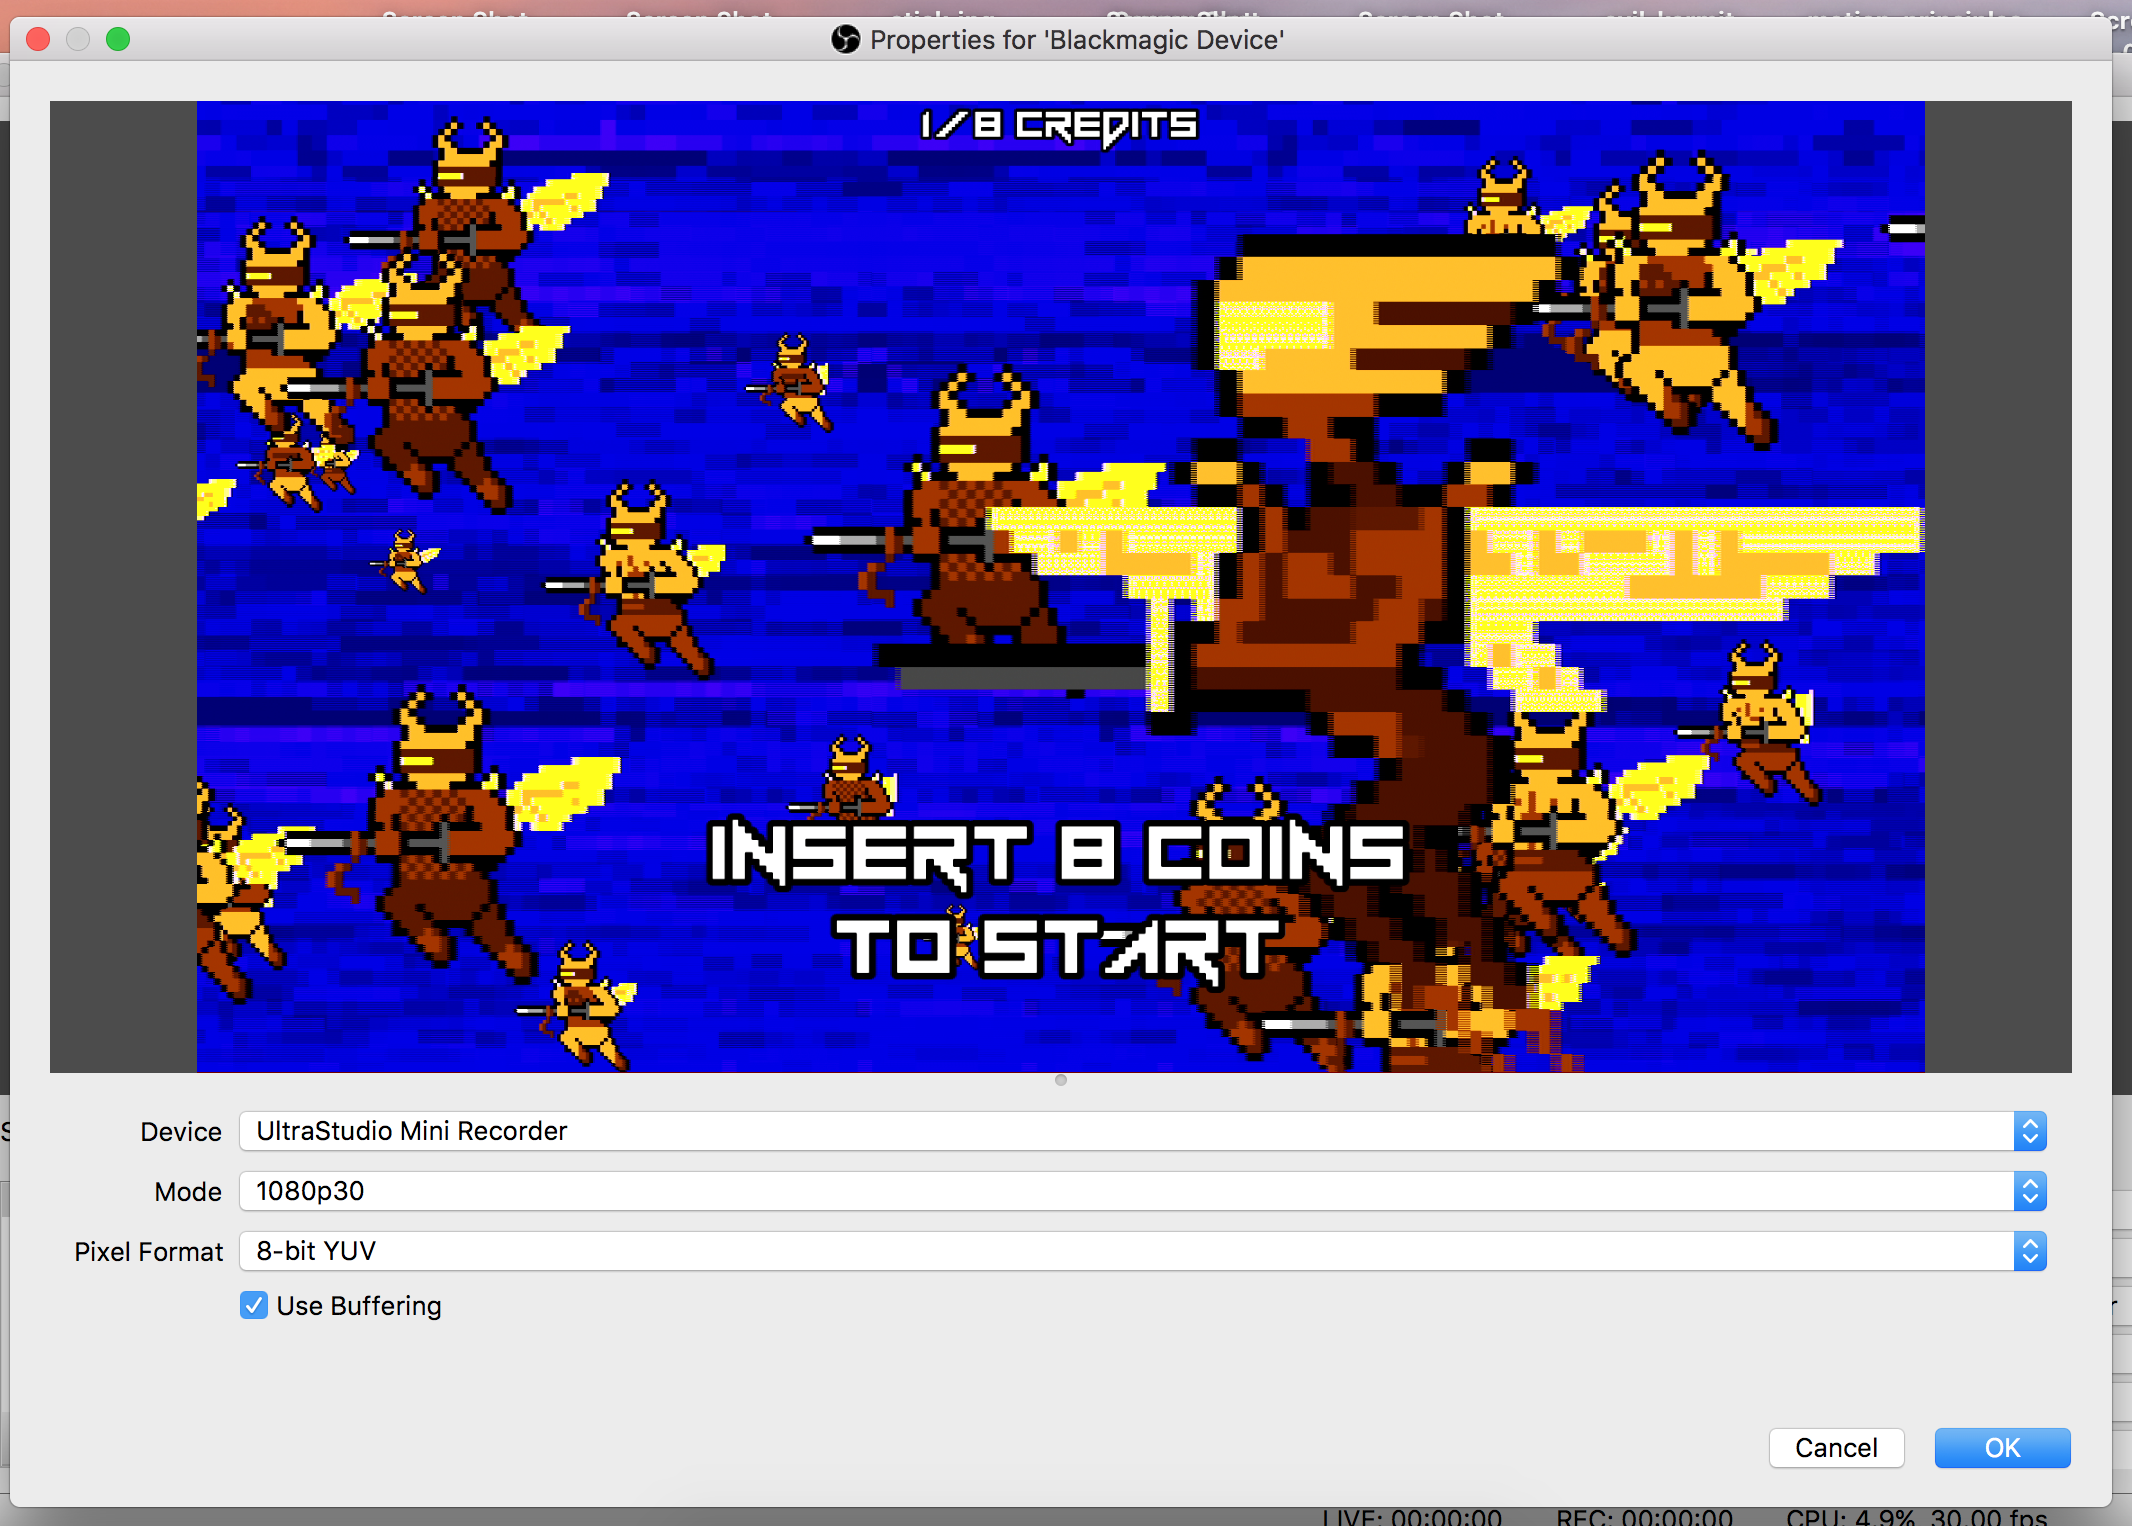 Properties for 'Blackmagic Device'
1/8 CREDITS
INSERT 8 COINS
TO START
Device UltraStudio Mini Recorder
Mode 1080p30
Pixel Format 8-bit YUV
Use Buffering
Cancel OK
LIVE: 00:00:00 REC: 00:00:00 CPU: 4.9%, 30.00 fps